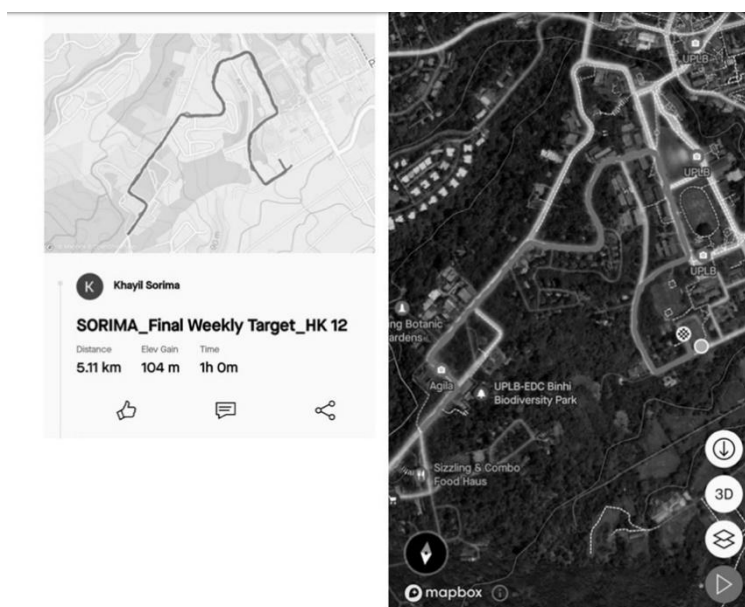 K
Khayil Sorima
SORIMA_Final Weekly Target_HK 12
Distance
Elev Gain
Time
5.11 km
104 m
1h 0m
UPLB
UPLB
UPLB
ng Botanic
ardens
Agila
UPLB-EDC Binhi
Biodiversity Park
Sizzling & Combo
Food Haus
3D
mapbox